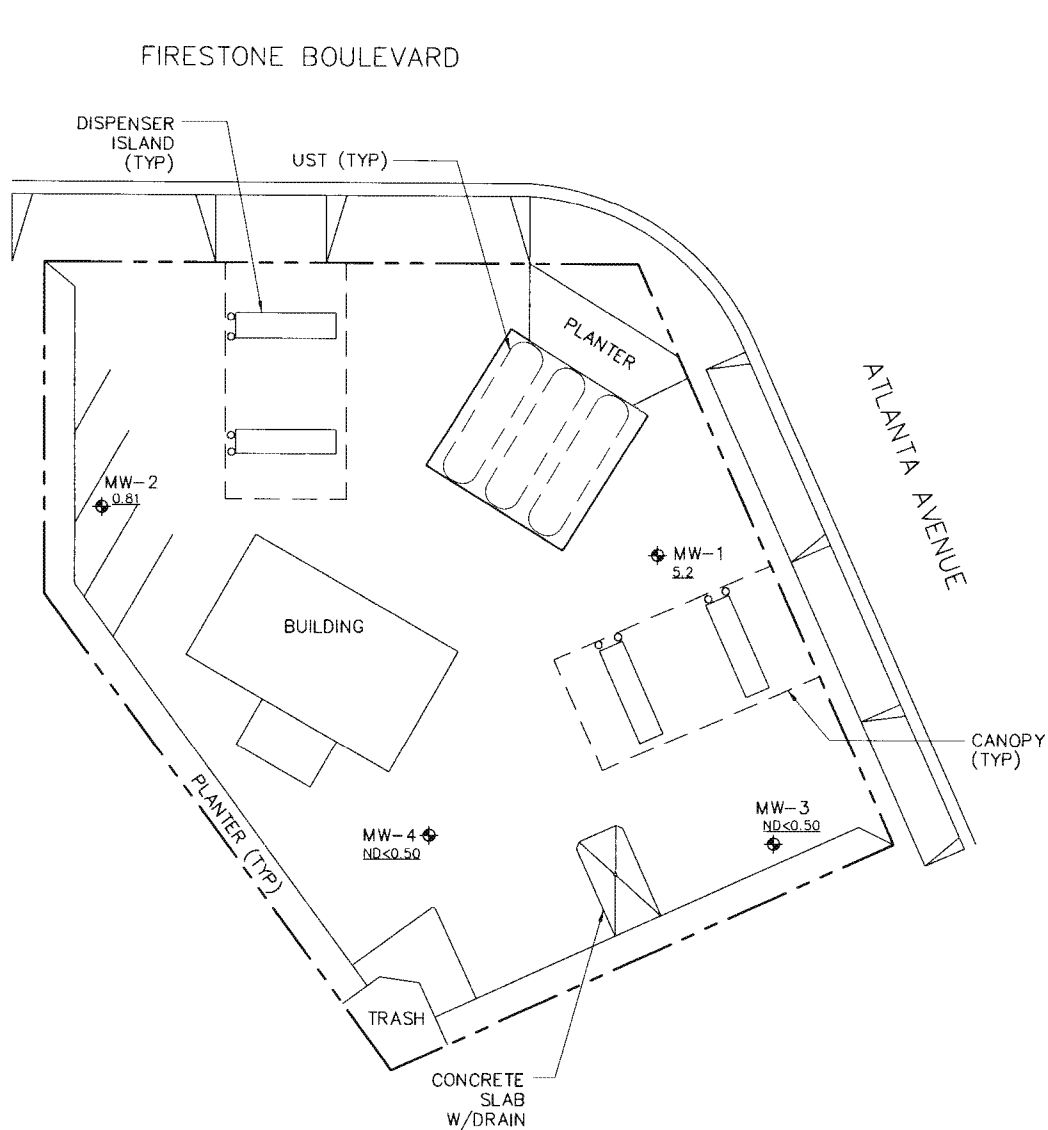 FIRESTONE BOULEVARD
DISPENSER
ISLAND
(TYP)
UST (TYP)
PLANTER
ATLANTA AVENUE
MW-2
0.81
MW-1
5.2
BUILDING
CANOPY
(TYP)
PLANTER (TYP)
MW-3
ND<0.50
MW-4
ND<0.50
TRASH
CONCRETE
SLAB
W/DRAIN